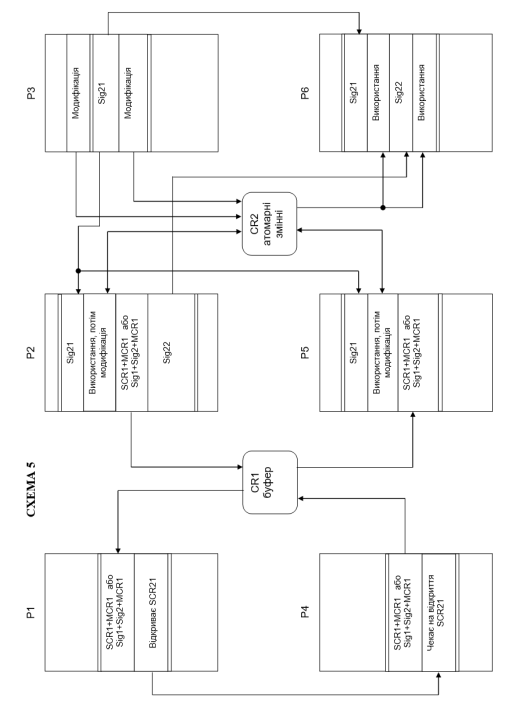 СХЕМА 5
P1
SCR1+MCR1 або
Sig1+Sig2+MCR1
Відкриває SCR21
P2
Sig21
Використання, потім
модифікація
SCR1+MCR1 або
Sig1+Sig2+MCR1
Sig22
P3
Модифікація
Sig21
Модифікація
CR1
буфер
CR2
атомарні
змінні
P4
SCR1+MCR1 або
Sig1+Sig2+MCR1
Чекає на відкриття
SCR21
P5
Sig21
Використання, потім
модифікація
SCR1+MCR1 або
Sig1+Sig2+MCR1
P6
Sig21
Використання
Sig22
Використання